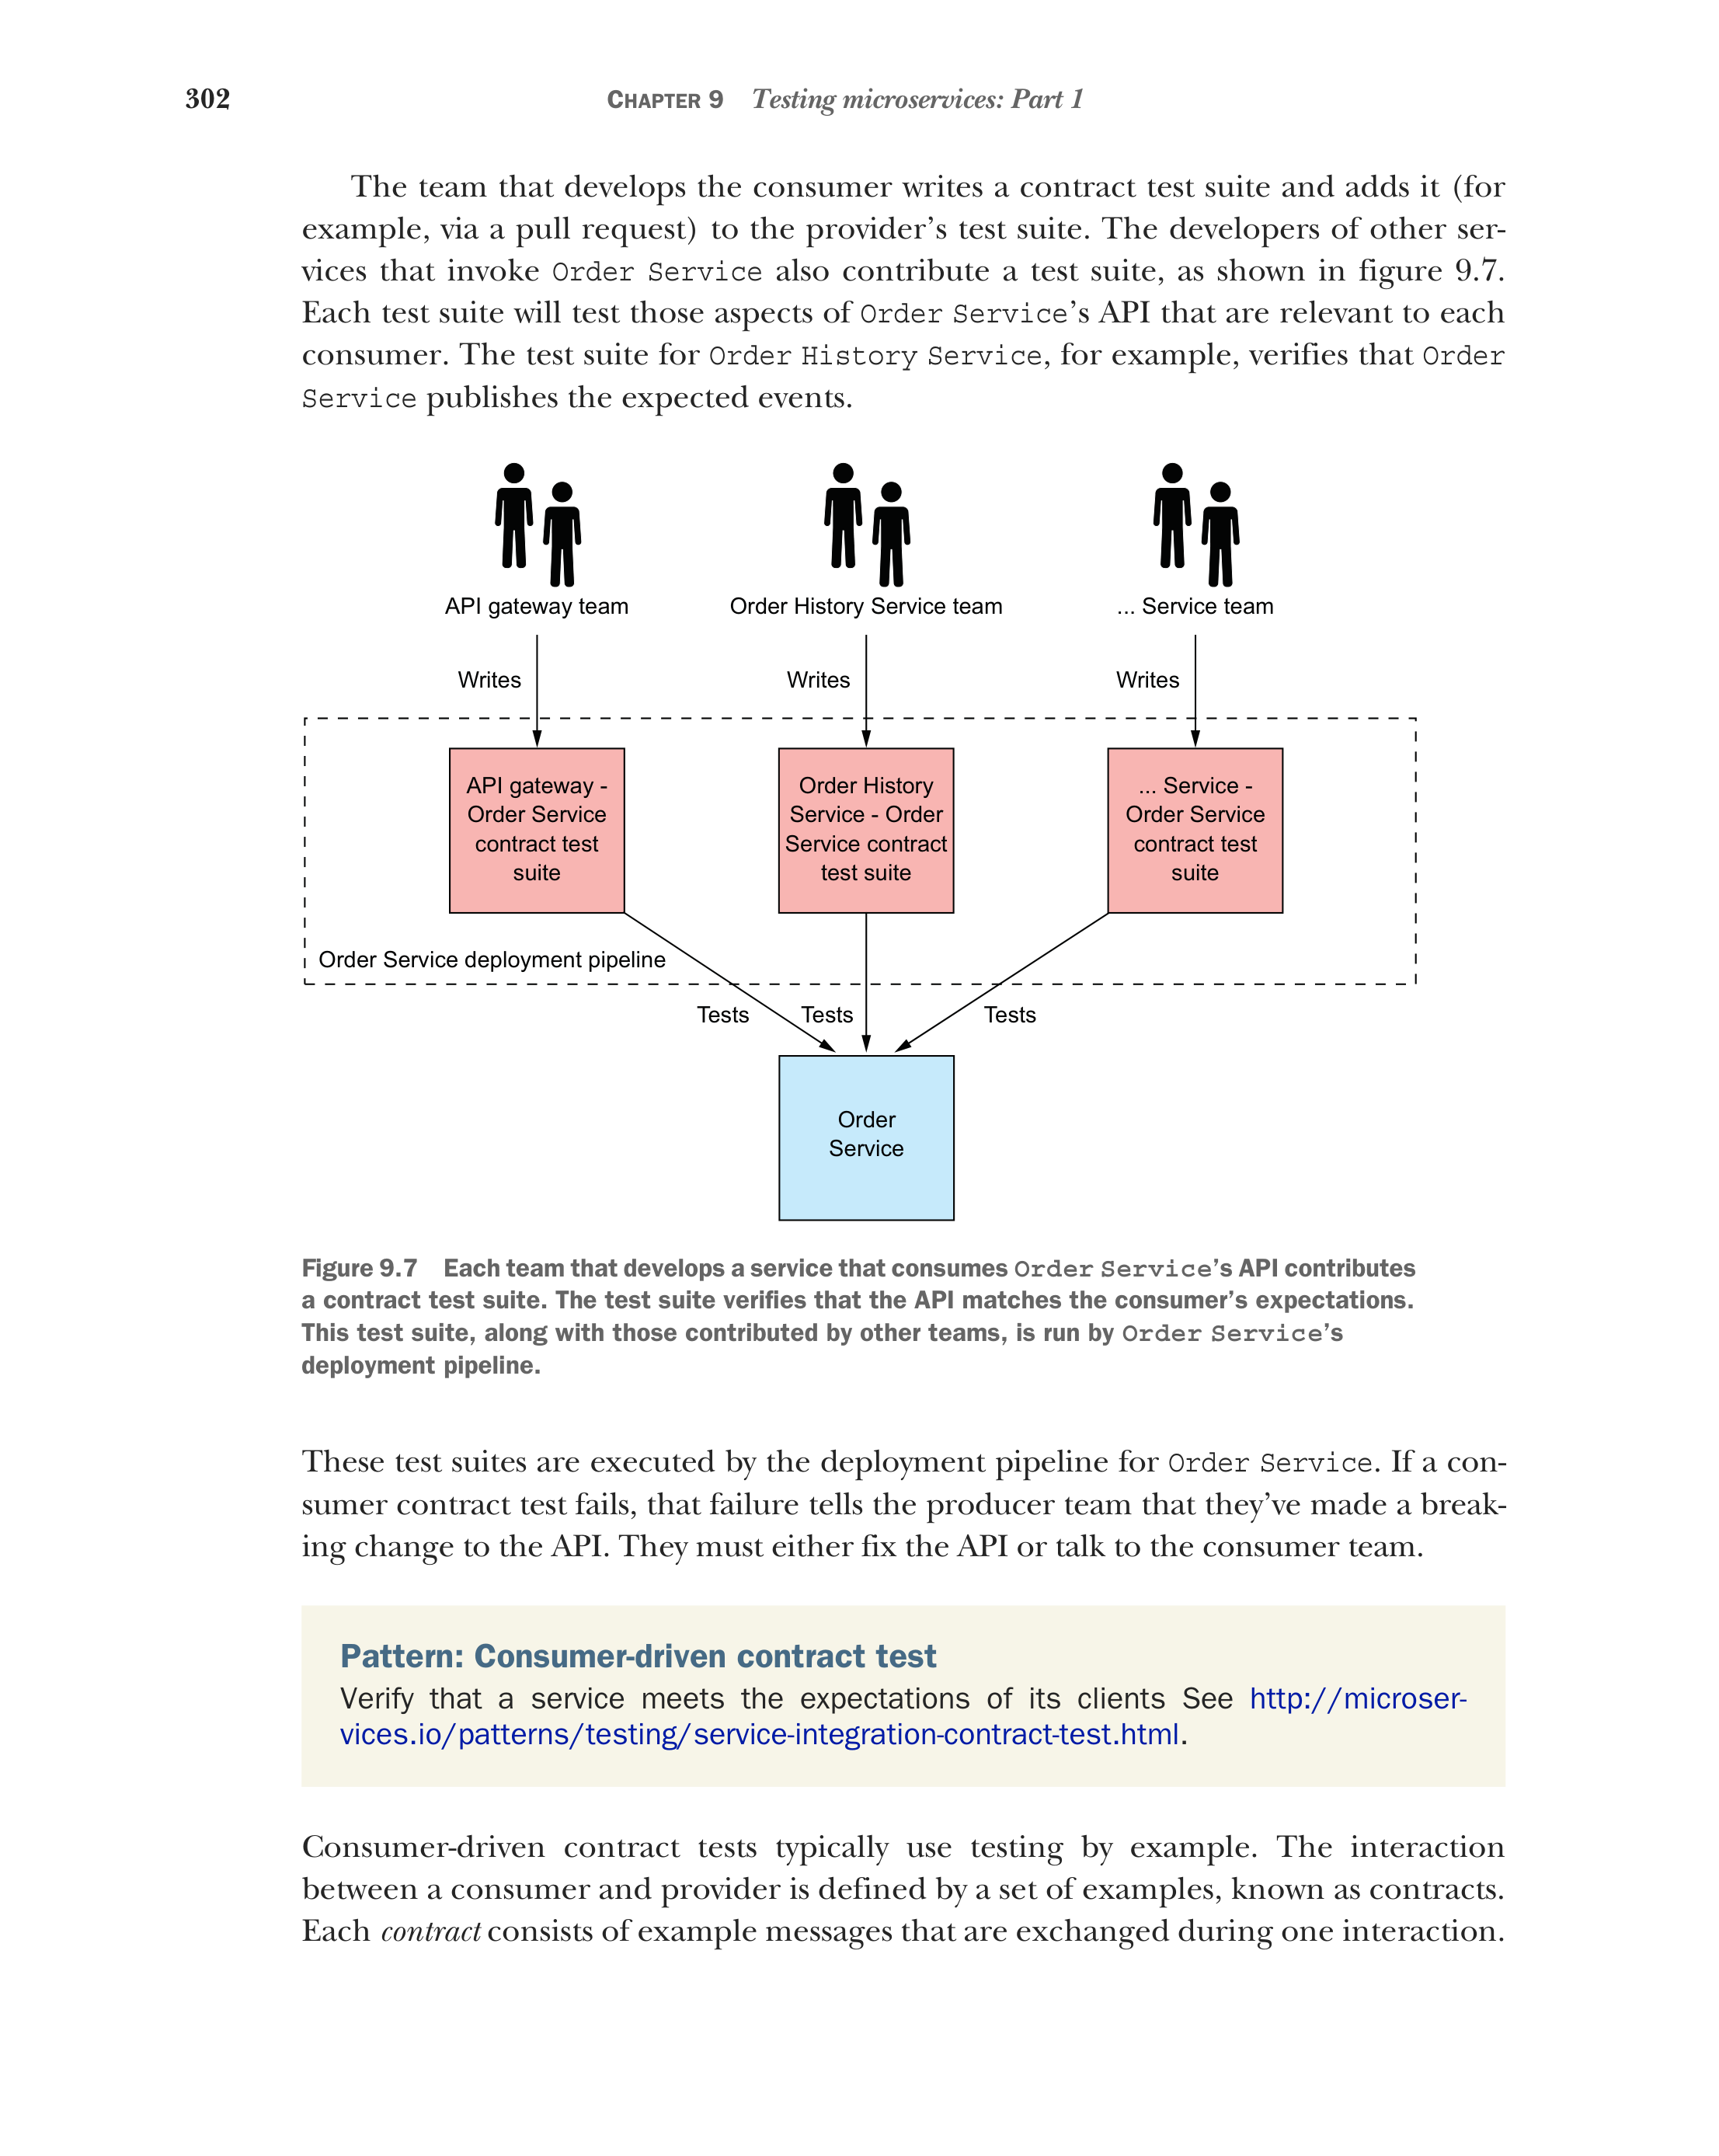 302 CHAPTER 9 Testing microservices: Part 1
The team that develops the consumer writes a contract test suite and adds it (for
example, via a pull request) to the provider’s test suite. The developers of other ser-
vices that invoke Order Service also contribute a test suite, as shown in figure 9.7.
Each test suite will test those aspects of Order Service’s API that are relevant to each
consumer. The test suite for Order History Service, for example, verifies that Order
Service publishes the expected events.
API gateway team
Order History Service team
... Service team
Writes
Writes
Writes
API gateway -
Order Service
contract test
suite
Order History
Service - Order
Service contract
test suite
... Service -
Order Service
contract test
suite
Order Service deployment pipeline
Tests
Tests
Tests
Order
Service
Figure 9.7 Each team that develops a service that consumes Order Service’s API contributes
a contract test suite. The test suite verifies that the API matches the consumer’s expectations.
This test suite, along with those contributed by other teams, is run by Order Service’s
deployment pipeline.
These test suites are executed by the deployment pipeline for Order Service. If a con-
sumer contract test fails, that failure tells the producer team that they’ve made a break-
ing change to the API. They must either fix the API or talk to the consumer team.
Pattern: Consumer-driven contract test
Verify that a service meets the expectations of its clients See http://microser-
vices.io/patterns/testing/service-integration-contract-test.html.
Consumer-driven contract tests typically use testing by example. The interaction
between a consumer and provider is defined by a set of examples, known as contracts.
Each contract consists of example messages that are exchanged during one interaction.